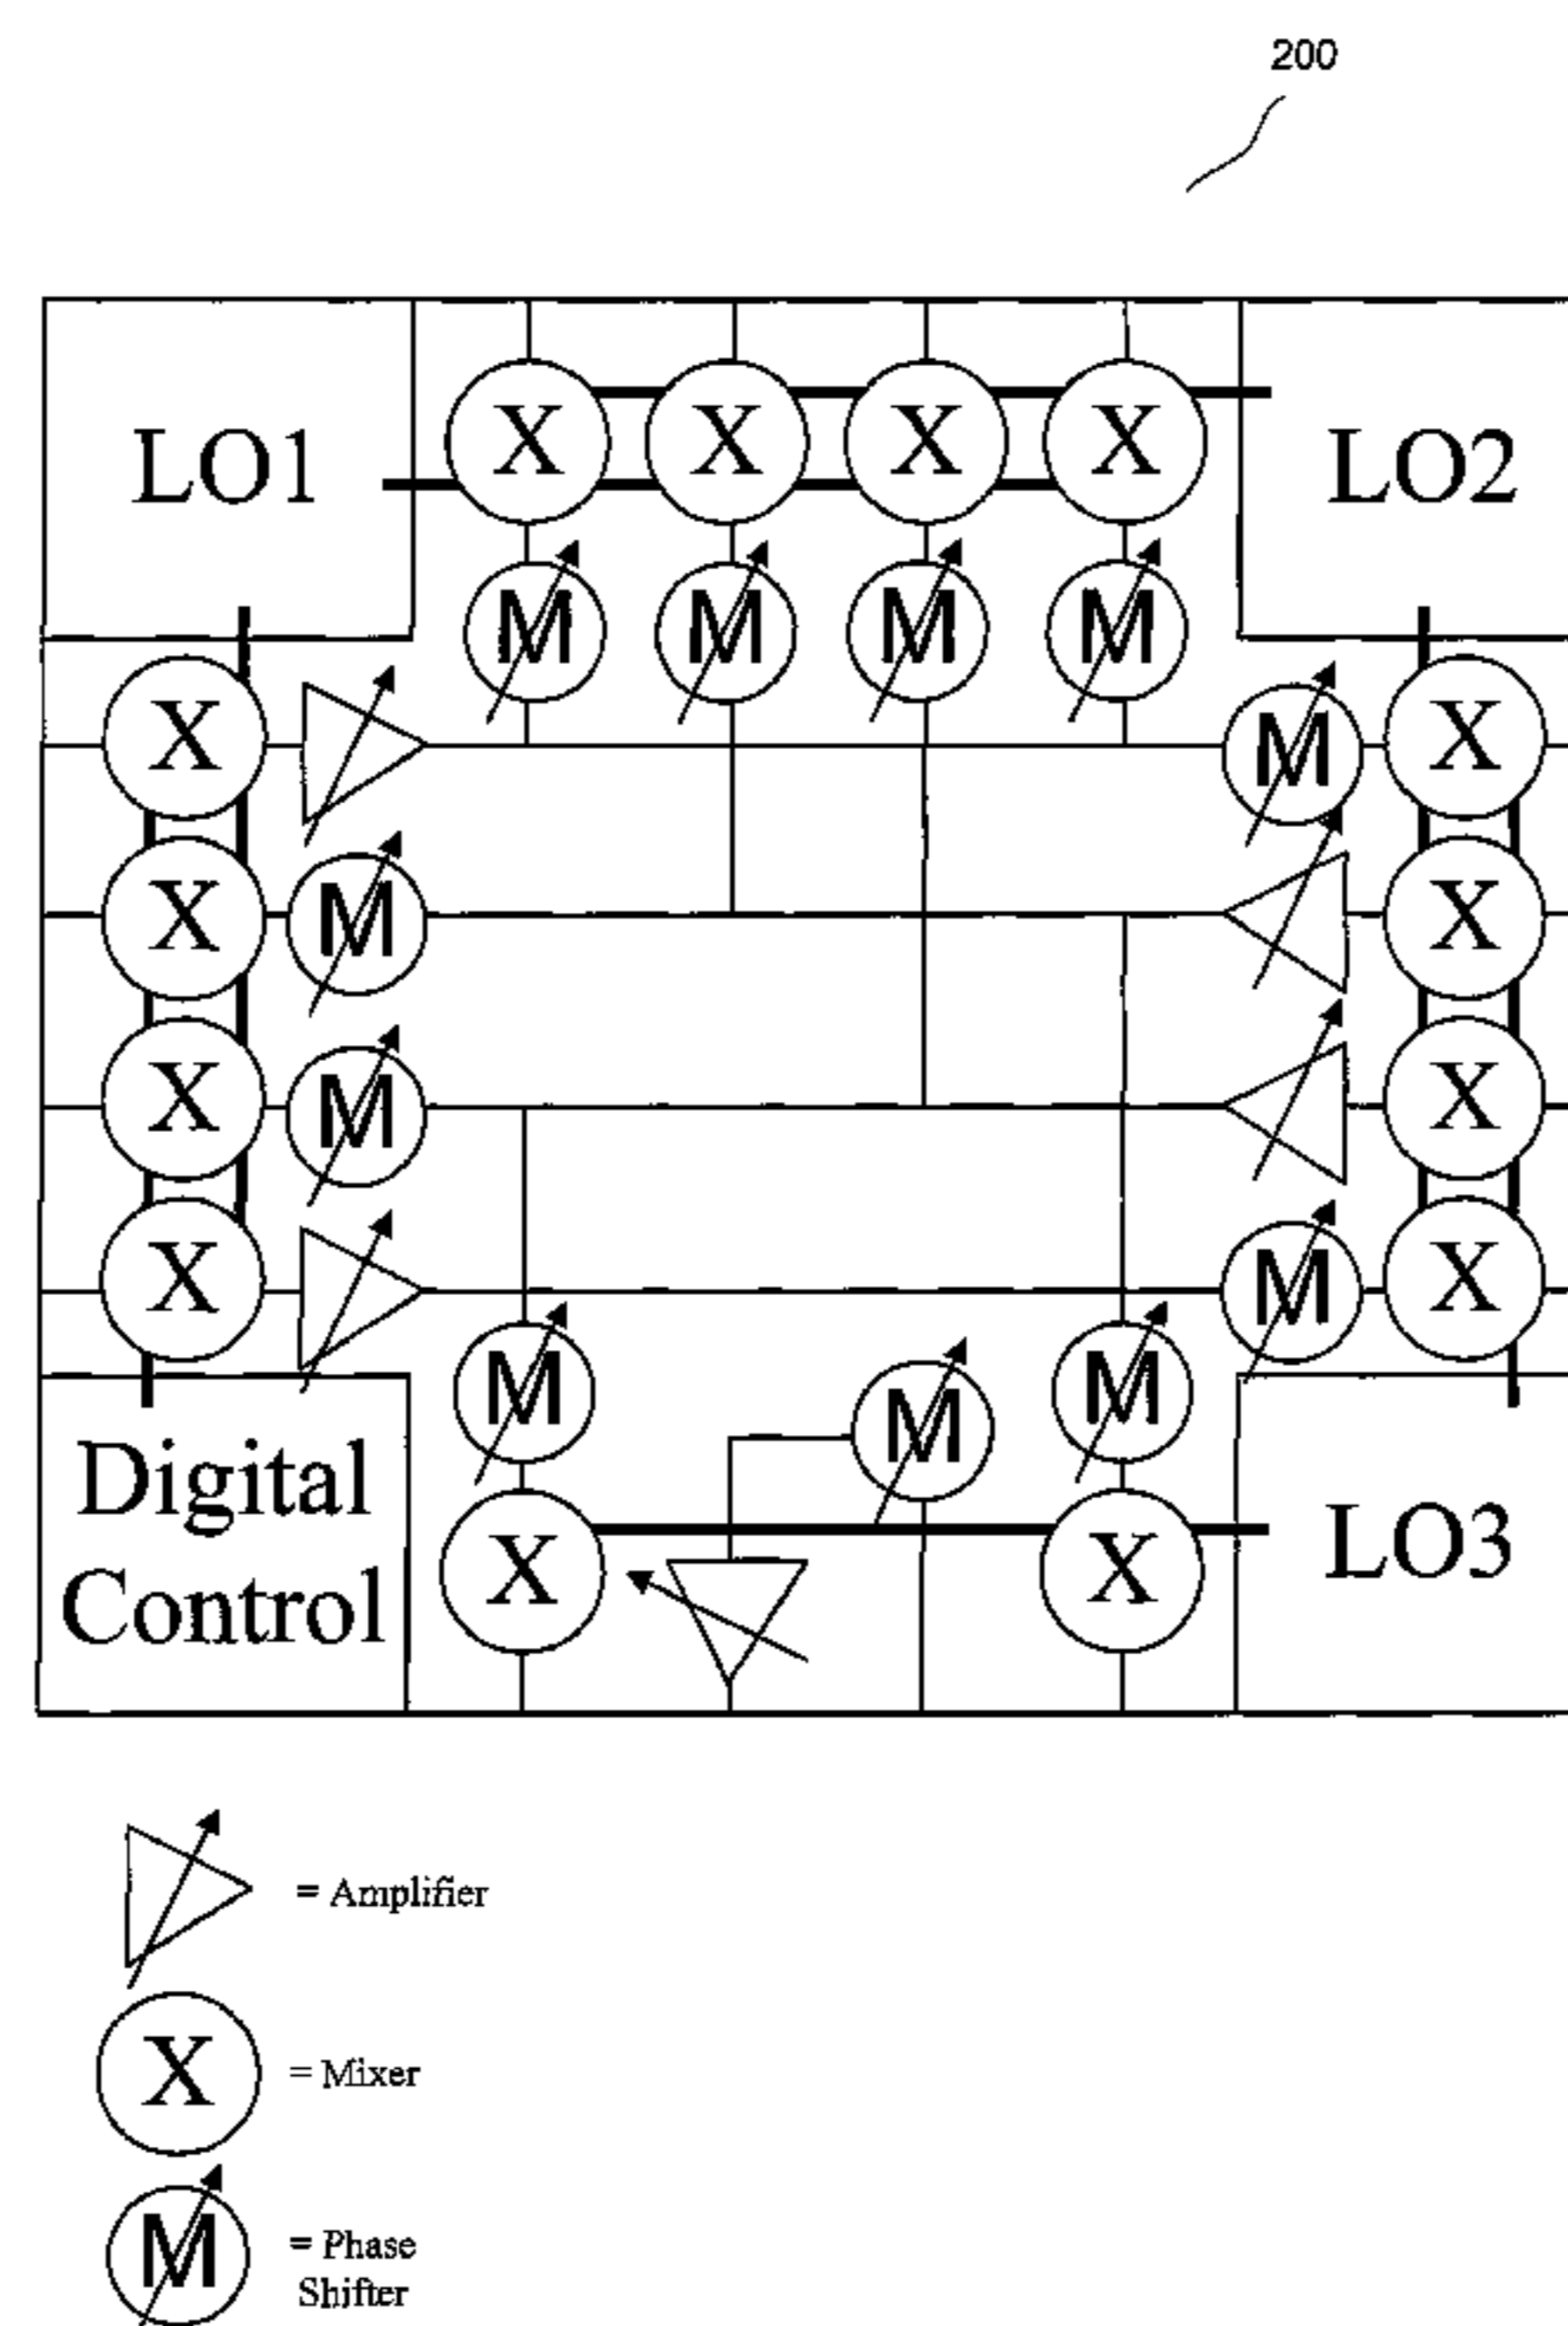 200
X X X X
LO1 LO2
M M M M
X M X
X M X
X M X
X M X
M M M
Digital
Control
X X
LO3
= Amplifier
X = Mixer
M = Phase
Shifter